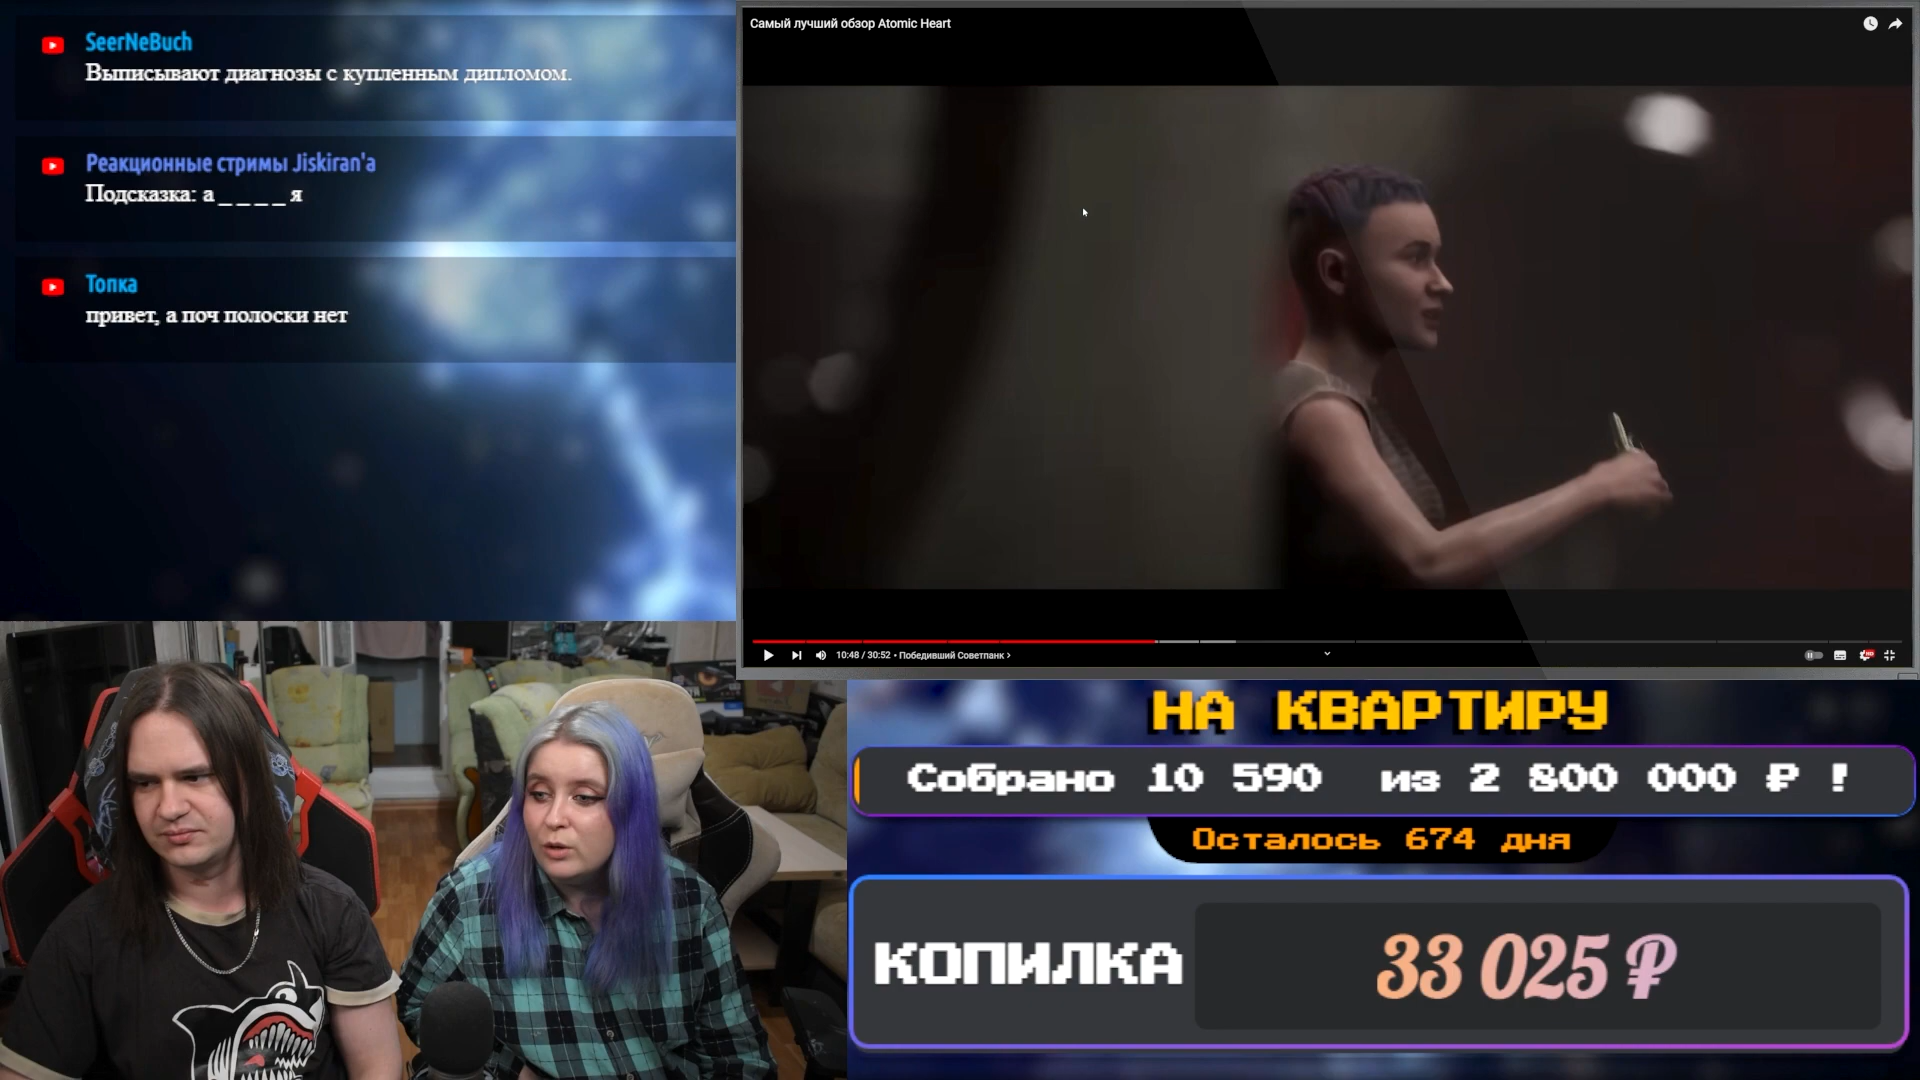 SeerNeBuch
Выписывают диагнозы с купленным дипломом.
Реакционные стримы Jiskiran'a
Подсказка: а _ _ _ _ я
Топка
привет, а поч полоски нет
Самый лучший обзор Atomic Heart
10:48 / 30:52 • Победивший Советпанк >
НА КВАРТИРУ
Собрано 10 590 из 2 800 000 ₽ !
Осталось 674 дня
КОПИЛКА
33 025 ₽